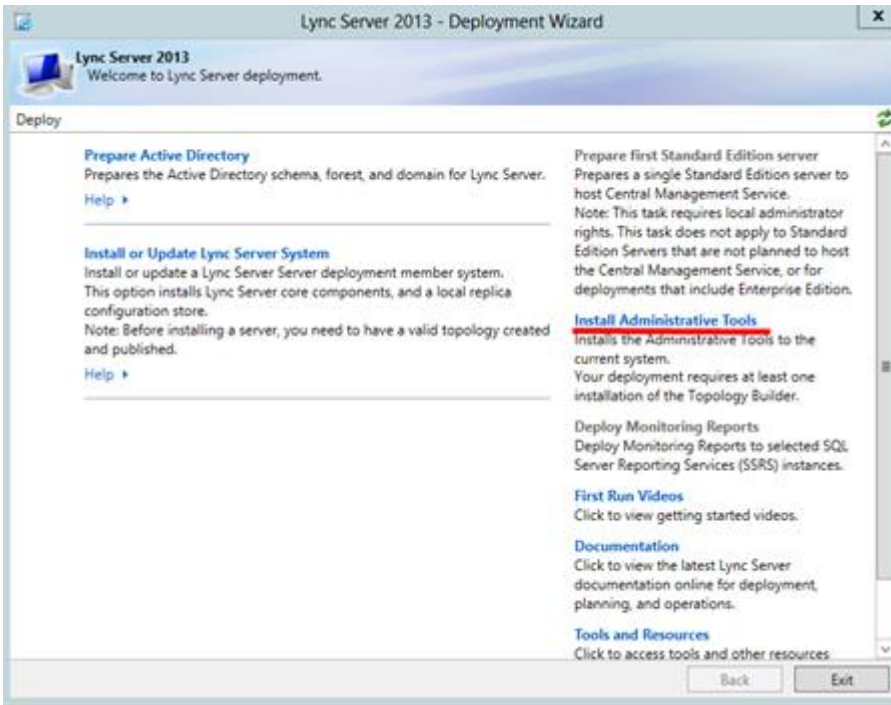 Lync Server 2013 - Deployment Wizard
x
Lync Server 2013
Welcome to Lync Server deployment.
Deploy
Prepare Active Directory
Prepares the Active Directory schema, forest, and domain for Lync Server.
Help
Install or Update Lync Server System
Install or update a Lync Server Server deployment member system.
This option installs Lync Server core components, and a local replica
configuration store.
Note: Before installing a server, you need to have a valid topology created
and published.
Help
Prepare first Standard Edition server
Prepares a single Standard Edition server to
host Central Management Service.
Note: This task requires local administrator
rights. This task does not apply to Standard
Edition Servers that are not planned to host
the Central Management Service, or for
deployments that include Enterprise Edition.
Install Administrative Tools
Installs the Administrative Tools to the
current system.
Your deployment requires at least one
installation of the Topology Builder.
Deploy Monitoring Reports
Deploy Monitoring Reports to selected SQL
Server Reporting Services (SSRS) instances.
First Run Videos
Click to view getting started videos.
Documentation
Click to view the latest Lync Server
documentation online for deployment,
planning, and operations.
Tools and Resources
Click to access tools and other resources
Back
Exit